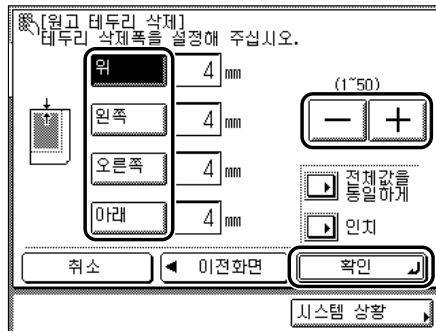 [원고 테두리 삭제]
테두리 삭제폭을 설정해 주십시오.
위 4 mm
(1~50)
왼쪽 4 mm
− +
오른쪽 4 mm
전체값을
동일하게
아래 4 mm
인치
취소 ◀ 이전화면 확인
시스템 상황